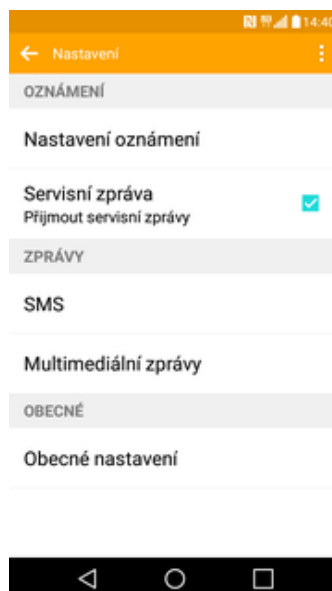 14:40
Nastavení
OZNÁMENÍ
Nastavení oznámení
Servisní zpráva
Přijmout servisní zprávy
ZPRÁVY
SMS
Multimediální zprávy
OBECNÉ
Obecné nastavení